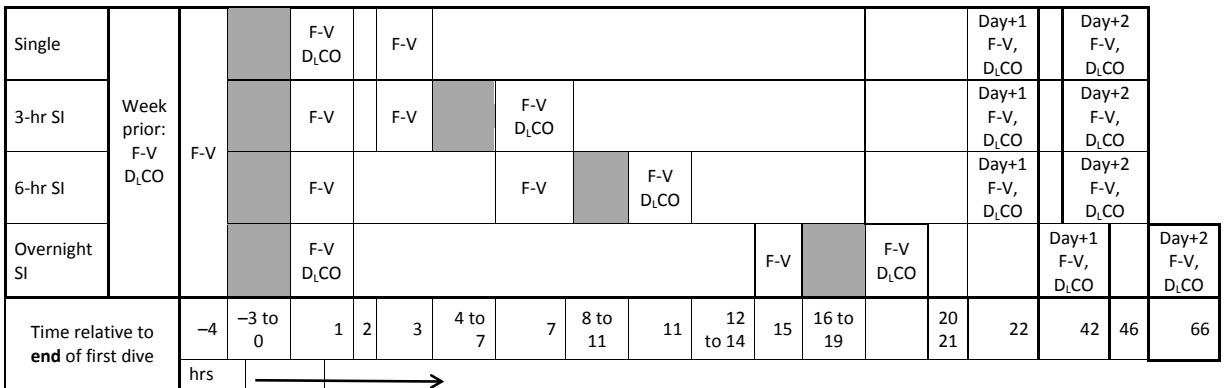 Single
Week prior: F-V DLCO
F-V
F-V DLCO
F-V
Day+1 F-V, DLCO
Day+2 F-V, DLCO
3-hr SI
F-V
F-V
F-V DLCO
Day+1 F-V, DLCO
Day+2 F-V, DLCO
6-hr SI
F-V
F-V
F-V DLCO
Day+1 F-V, DLCO
Day+2 F-V, DLCO
Overnight SI
F-V DLCO
F-V
F-V DLCO
Day+1 F-V, DLCO
Day+2 F-V, DLCO
Time relative to end of first dive
–4
–3 to 0
1
2
3
4 to 7
7
8 to 11
11
12 to 14
15
16 to 19
20 21
22
42
46
66
hrs